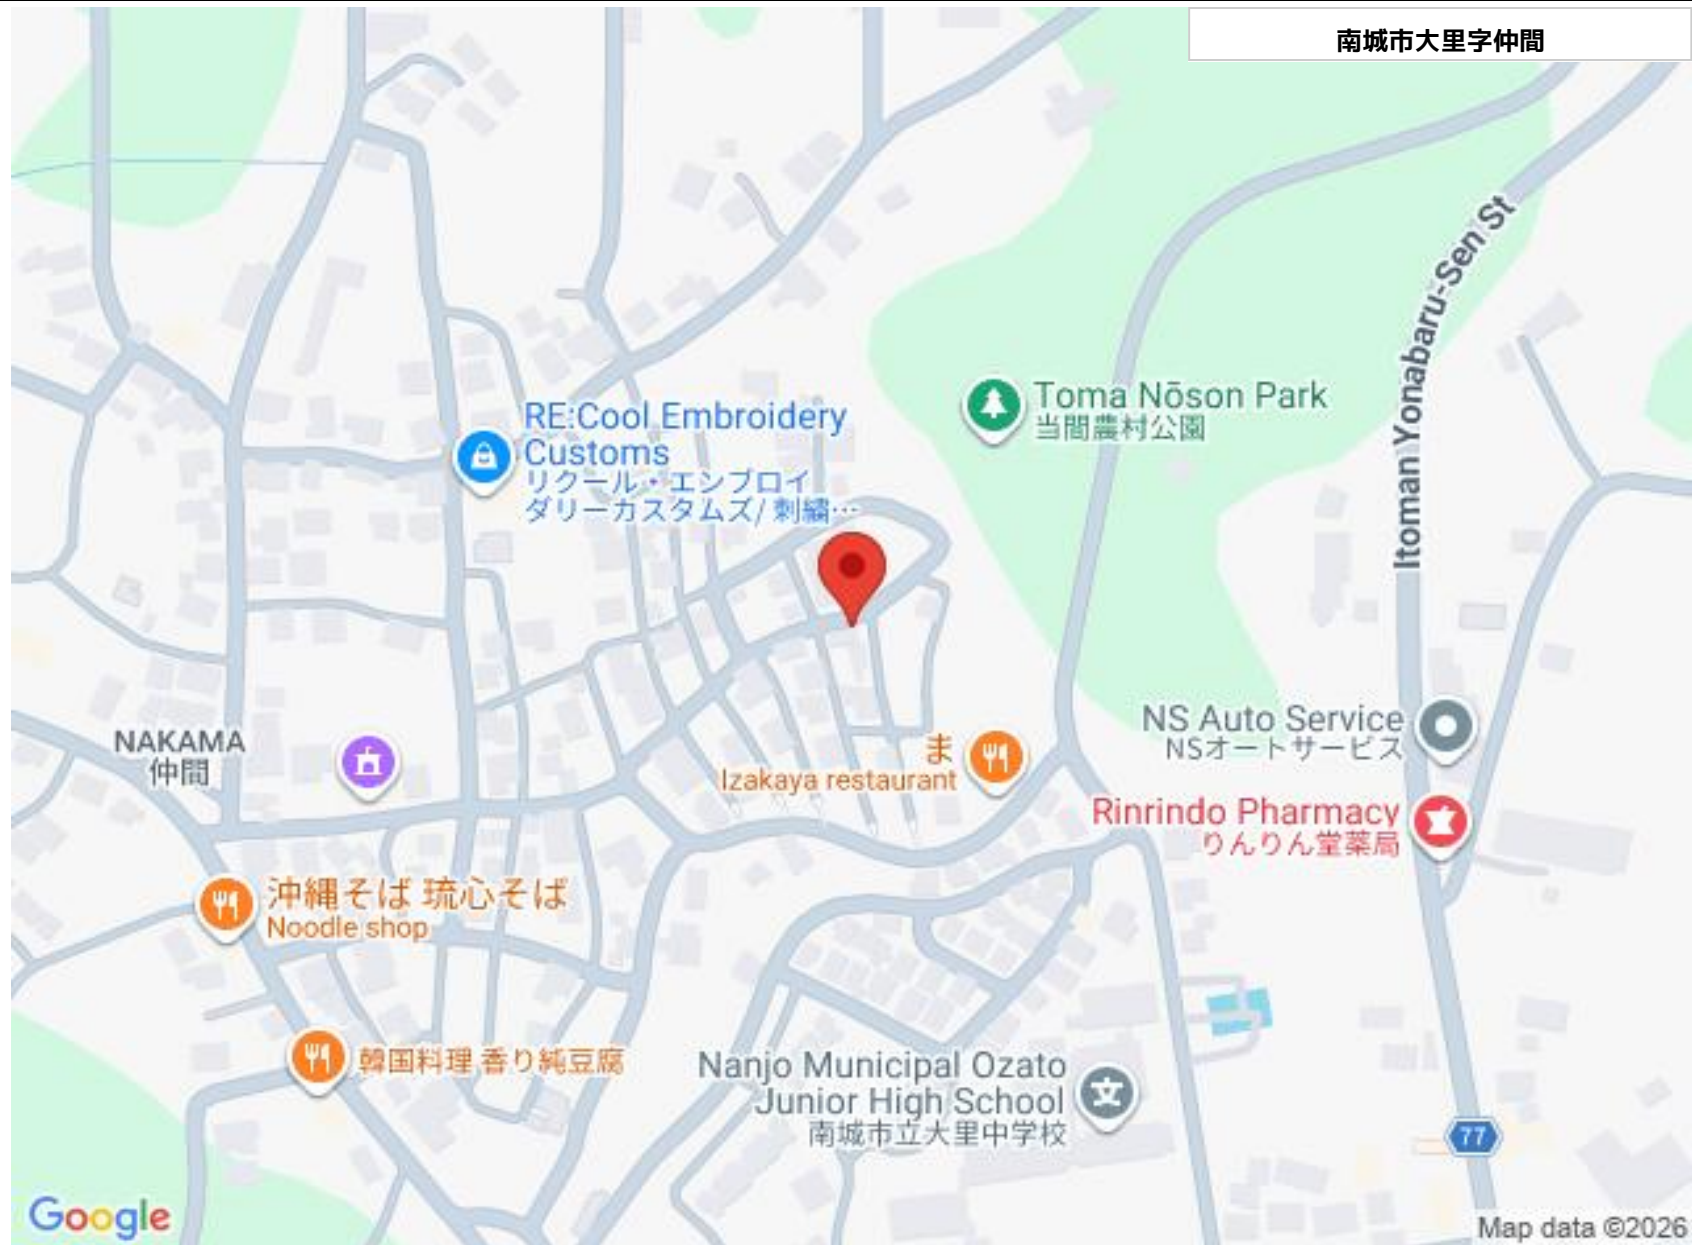 南城市大里字仲間
Itoman Yonabaru-Sen St
Toma Nōson Park
当間農村公園
RE:Cool Embroidery
Customs
リクール・エンブロイ
ダリーカスタムズ/ 刺繍…
NS Auto Service
NSオートサービス
NAKAMA
仲間
ま
Izakaya restaurant
Rinrindo Pharmacy
りんりん堂薬局
沖縄そば 琉心そば
Noodle shop
韓国料理 香り純豆腐
Nanjo Municipal Ozato
Junior High School
南城市立大里中学校
文
77
Google
Map data ©2026